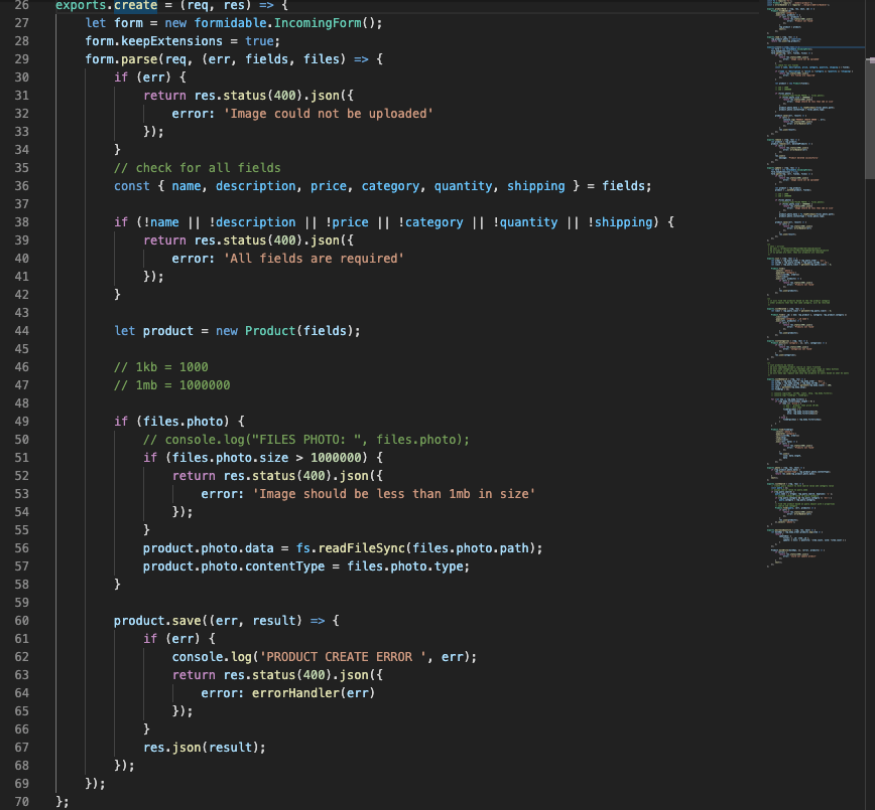 26 exports.create = (req, res) => {
27     let form = new formidable.IncomingForm();
28     form.keepExtensions = true;
29     form.parse(req, (err, fields, files) => {
30         if (err) {
31             return res.status(400).json({
32                 error: 'Image could not be uploaded'
33             });
34         }
35         // check for all fields
36         const { name, description, price, category, quantity, shipping } = fields;
37
38         if (!name || !description || !price || !category || !quantity || !shipping) {
39             return res.status(400).json({
40                 error: 'All fields are required'
41             });
42         }
43
44         let product = new Product(fields);
45
46         // 1kb = 1000
47         // 1mb = 1000000
48
49         if (files.photo) {
50             // console.log("FILES PHOTO: ", files.photo);
51             if (files.photo.size > 1000000) {
52                 return res.status(400).json({
53                     error: 'Image should be less than 1mb in size'
54                 });
55             }
56             product.photo.data = fs.readFileSync(files.photo.path);
57             product.photo.contentType = files.photo.type;
58         }
59
60         product.save((err, result) => {
61             if (err) {
62                 console.log('PRODUCT CREATE ERROR ', err);
63                 return res.status(400).json({
64                     error: errorHandler(err)
65                 });
66             }
67             res.json(result);
68         });
69     });
70 };